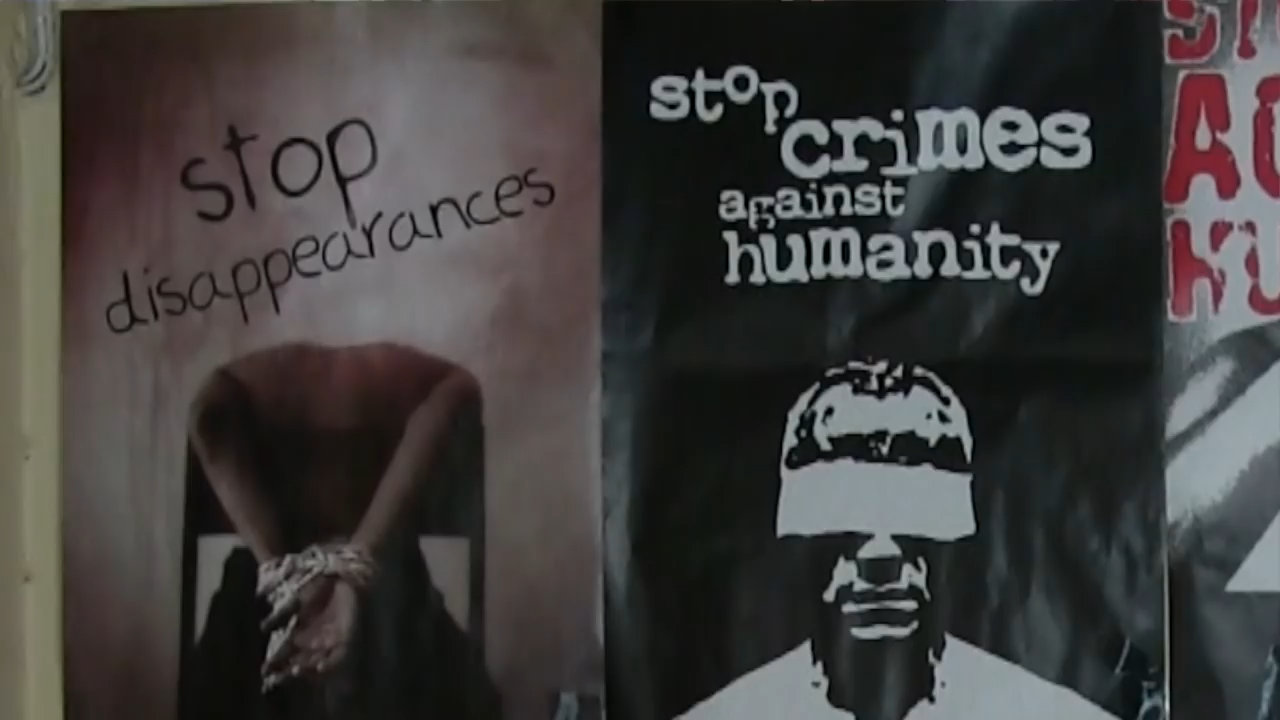 stop
disappearances
stop
crimes
against
humanity